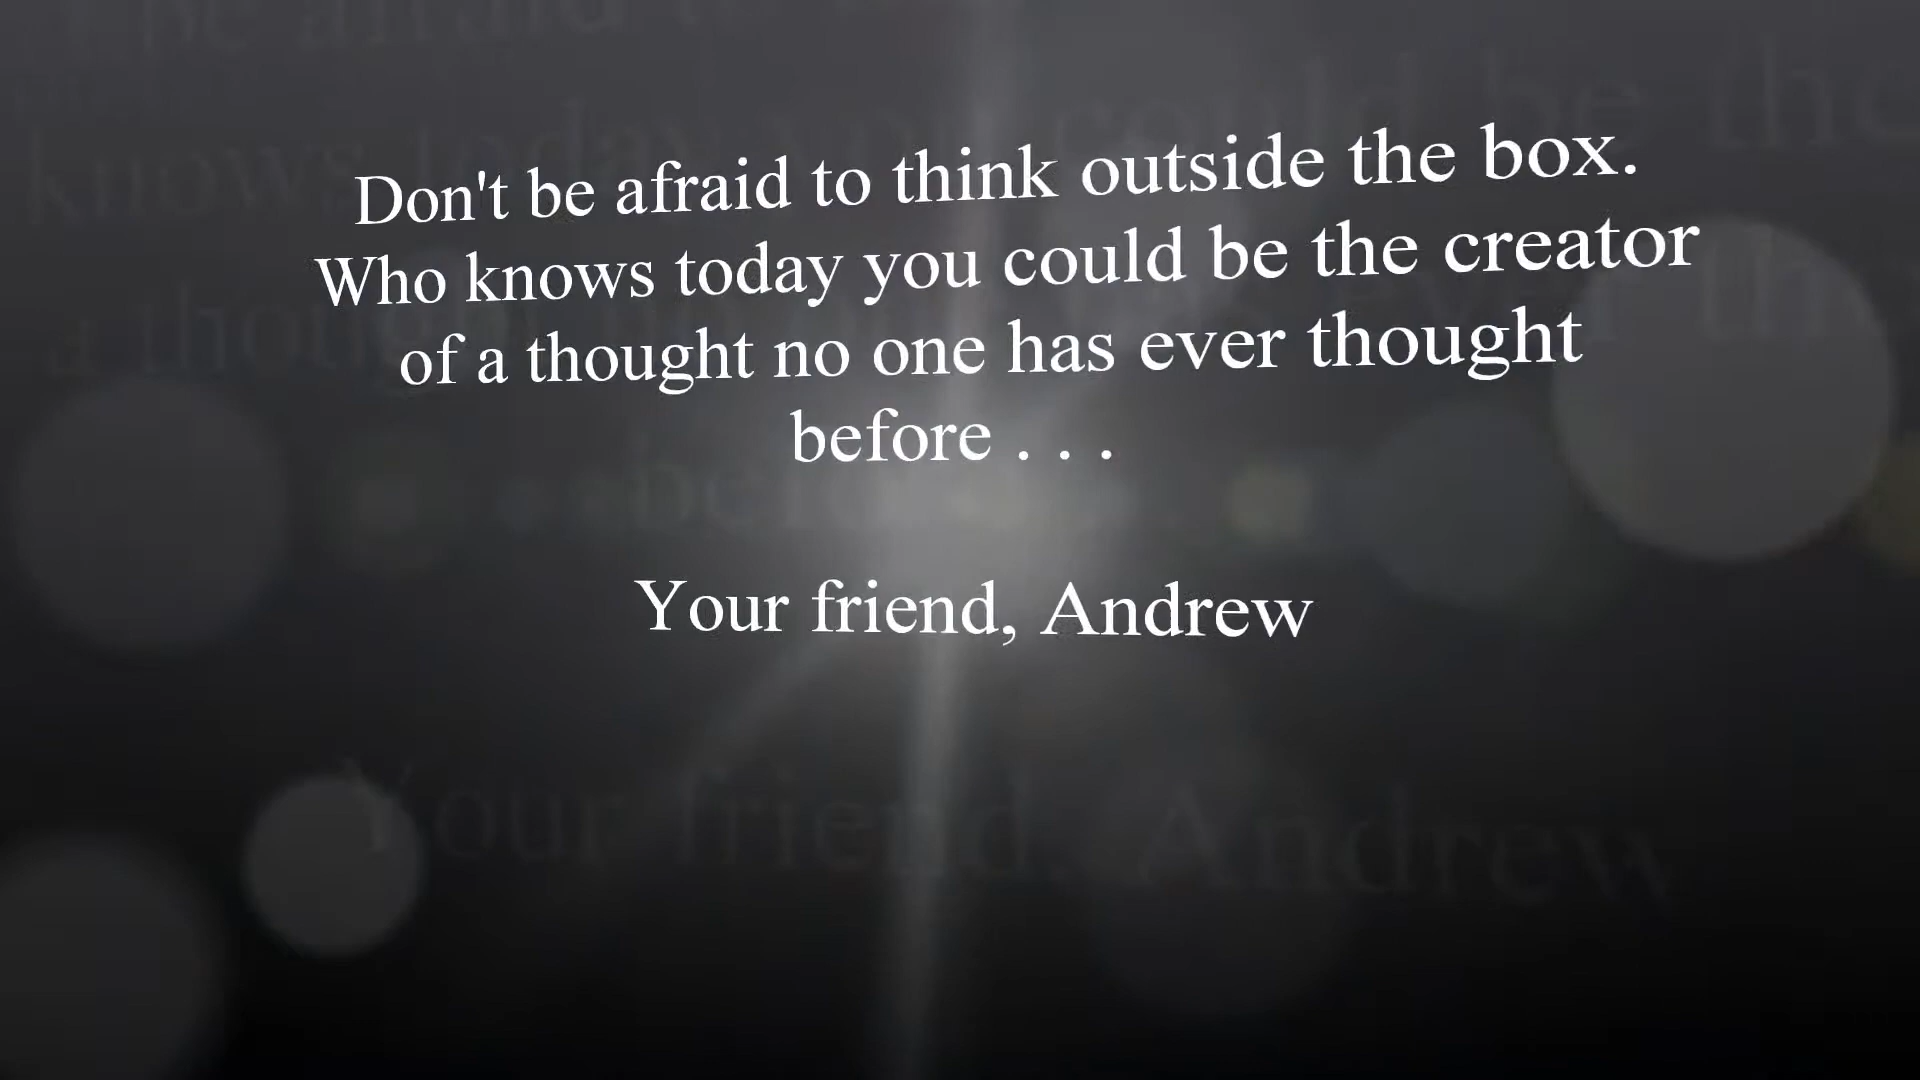 Don't be afraid to think outside the box.
Who knows today you could be the creator
of a thought no one has ever thought
before . . .
Your friend, Andrew